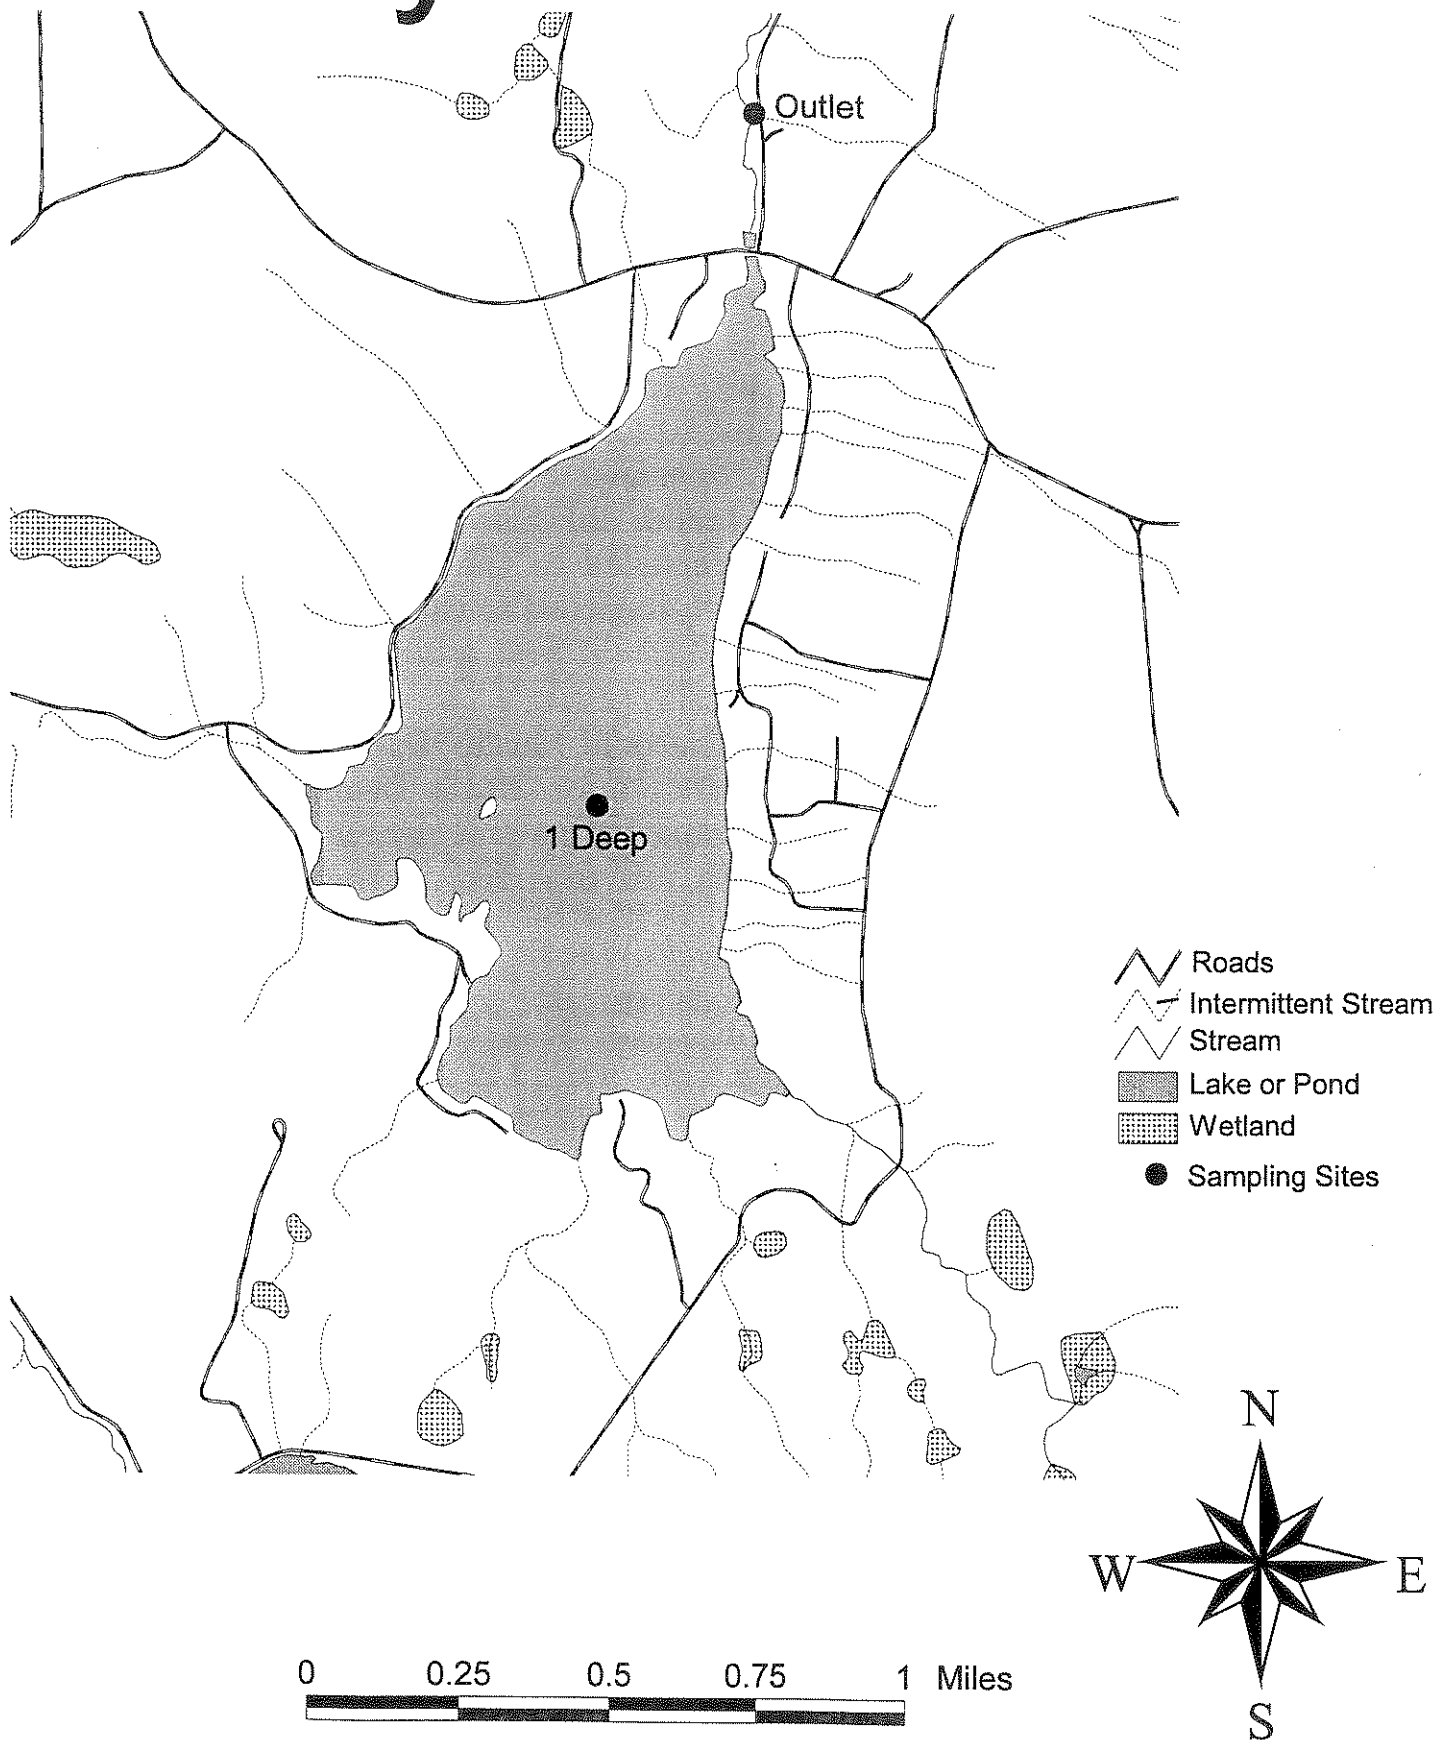 Outlet
1 Deep
Roads
Intermittent Stream
Stream
Lake or Pond
Wetland
Sampling Sites
N
W E
S
0 0.25 0.5 0.75 1 Miles